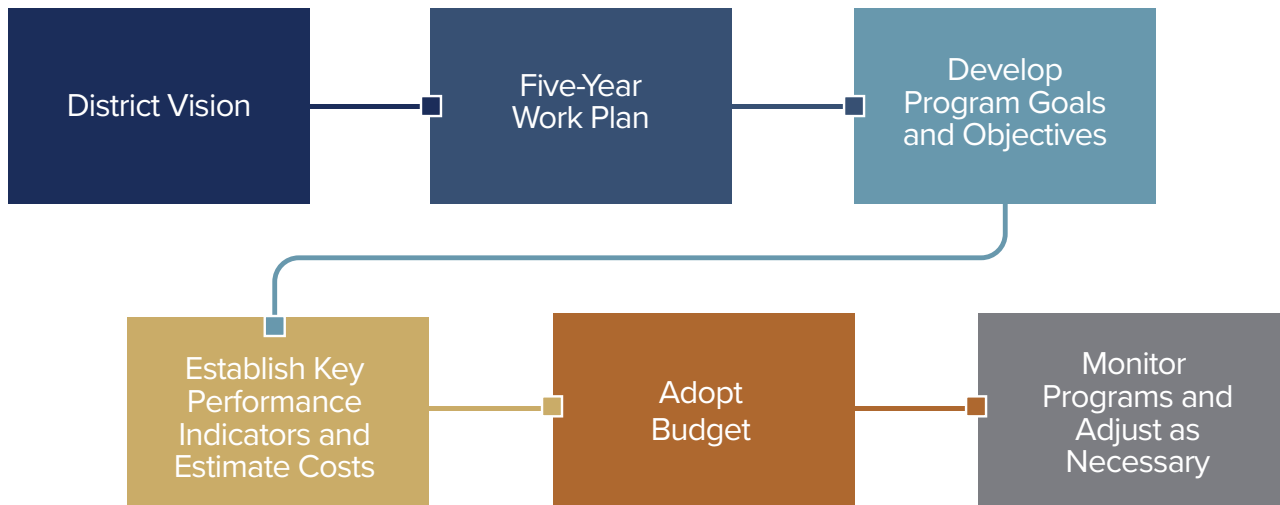 District Vision
Five-Year
Work Plan
Develop
Program Goals
and Objectives
Establish Key
Performance
Indicators and
Estimate Costs
Adopt
Budget
Monitor
Programs and
Adjust as
Necessary